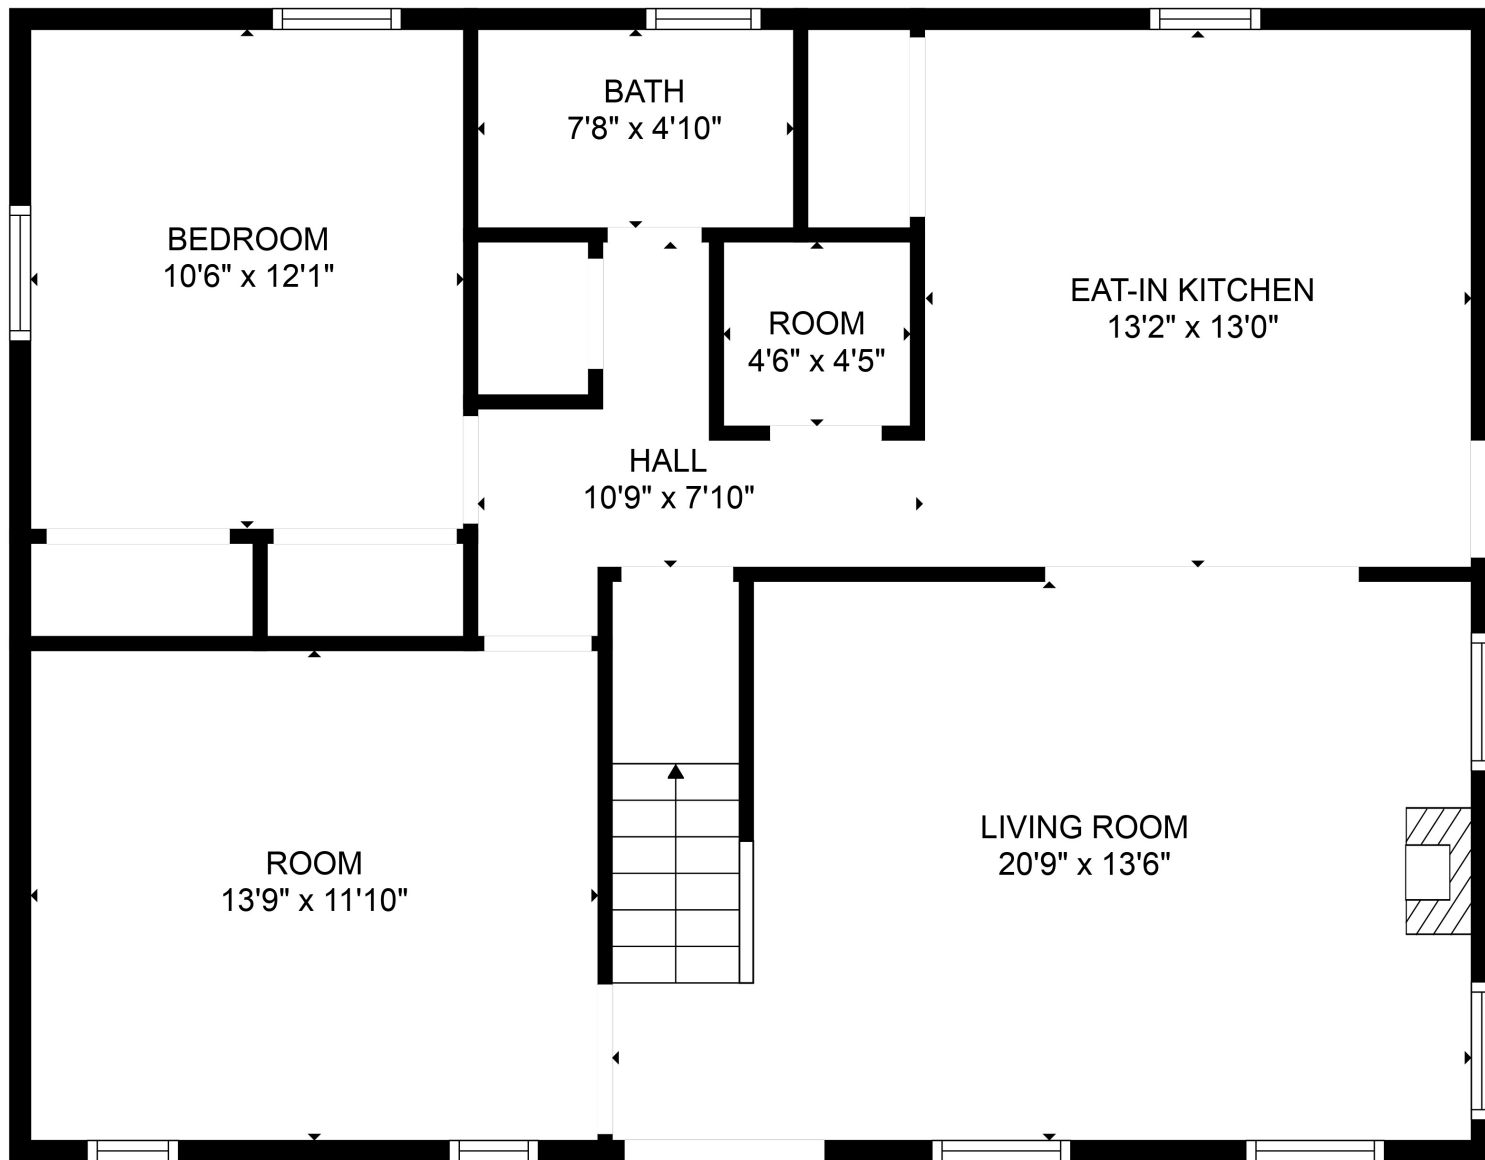 BATH
7'8" x 4'10"
BEDROOM
10'6" x 12'1"
EAT-IN KITCHEN
13'2" x 13'0"
ROOM
4'6" x 4'5"
HALL
10'9" x 7'10"
LIVING ROOM
20'9" x 13'6"
ROOM
13'9" x 11'10"